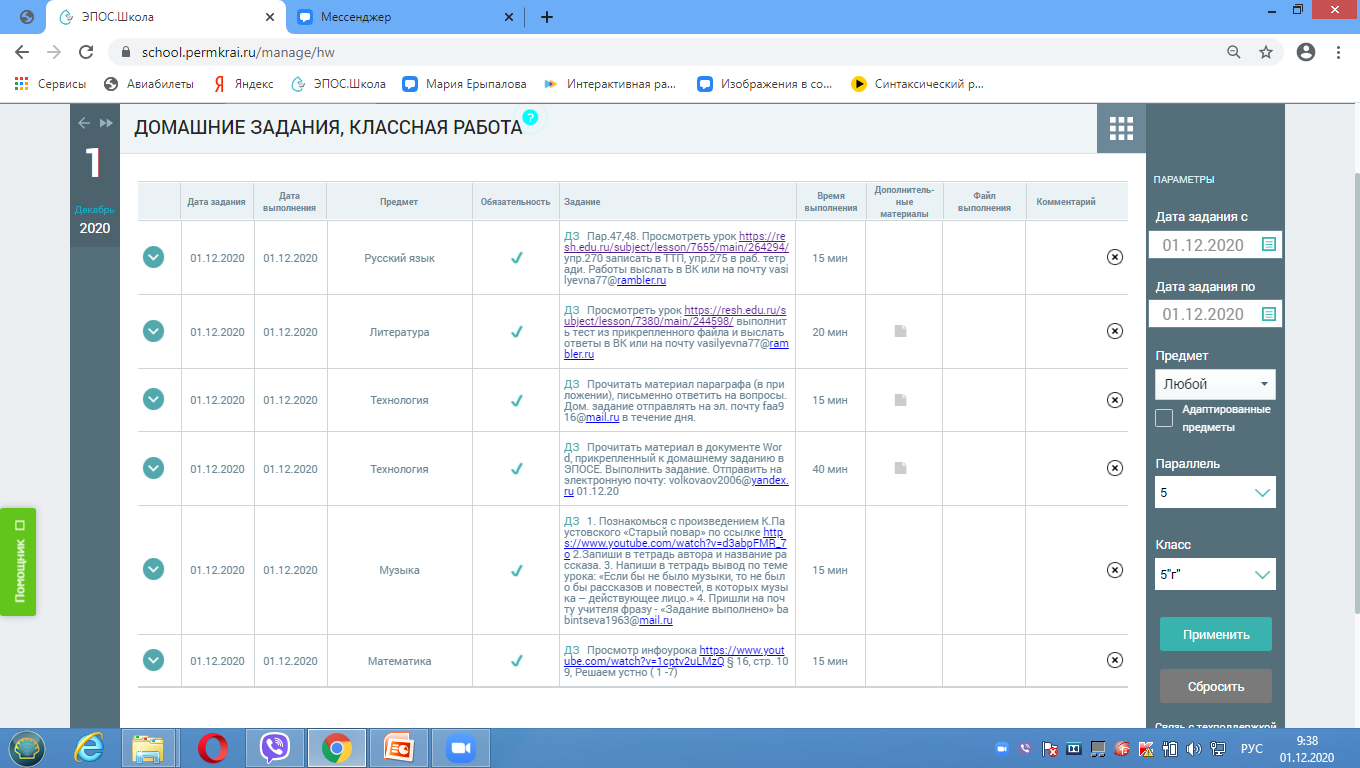 ЭПОС.Школа
Мессенджер
school.permkrai.ru/manage/hw
Сервисы
Авиабилеты
Яндекс
ЭПОС.Школа
Мария Ерыпалова
Интерактивная ра...
Изображения в со...
Синтаксический р...
1
Декабрь
2020
ДОМАШНИЕ ЗАДАНИЯ, КЛАССНАЯ РАБОТА
?
Дата задания
Дата
выполнения
Предмет
Обязательность
Задание
Время
выполнения
Дополнитель-
ные
материалы
Файл
выполнения
Комментарий
01.12.2020
01.12.2020
Русский язык
ДЗ Пар.47,48. Просмотреть урок https://re
sh.edu.ru/subject/lesson/7655/main/264294/
упр.270 записать в ТТП, упр.275 в раб. тетр
ади. Работы выслать в ВК или на почту vasi
lyevna77@rambler.ru
15 мин
01.12.2020
01.12.2020
Литература
ДЗ Просмотреть урок https://resh.edu.ru/s
ubject/lesson/7380/main/244598/ выполнит
ь тест из прикрепленного файла и выслать
ответы в ВК или на почту vasilyevna77@ram
bler.ru
20 мин
01.12.2020
01.12.2020
Технология
ДЗ Прочитать материал параграфа (в при
ложении), письменно ответить на вопросы.
Дом. задание отправлять на эл. почту faa9
16@mail.ru в течение дня.
15 мин
01.12.2020
01.12.2020
Технология
ДЗ Прочитать материал в документе Wor
d, прикрепленный к домашнему заданию в
ЭПОСЕ. Выполнить задание. Отправить на
электронную почту: volkovaov2006@yandex.
ru 01.12.20
40 мин
01.12.2020
01.12.2020
Музыка
ДЗ 1. Познакомься с произведением К.Па
устовского «Старый повар» по ссылке http
s://www.youtube.com/watch?v=d3abpFMR_7
o 2.Запиши в тетрадь автора и название ра
ссказа. 3. Напиши в тетрадь вывод по теме
урока: «Если бы не было музыки, то не был
о бы рассказов и повестей, в которых музы
ка – действующее лицо.» 4. Пришли на поч
ту учителя фразу - «Задание выполнено» ba
bintseva1963@mail.ru
15 мин
01.12.2020
01.12.2020
Математика
ДЗ Просмотр инфоурока https://www.yout
ube.com/watch?v=1cptv2uLMzQ § 16, стр. 10
9, Решаем устно ( 1 -7)
15 мин
ПАРАМЕТРЫ
Дата задания с
01.12.2020
Дата задания по
01.12.2020
Предмет
Любой
Адаптированные
предметы
Параллель
5
Класс
5"г"
Применить
Сбросить
Связь с техподдержкой
Помощник
РУС
9:38
01.12.2020